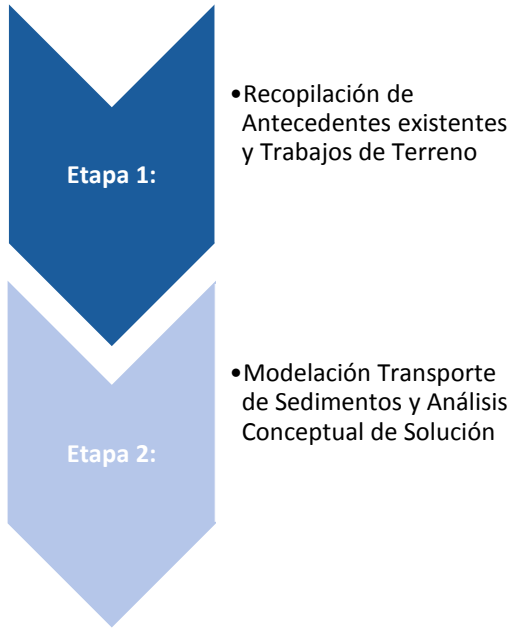 Etapa 1:
•Recopilación de
Antecedentes existentes
y Trabajos de Terreno
Etapa 2:
•Modelación Transporte
de Sedimentos y Análisis
Conceptual de Solución